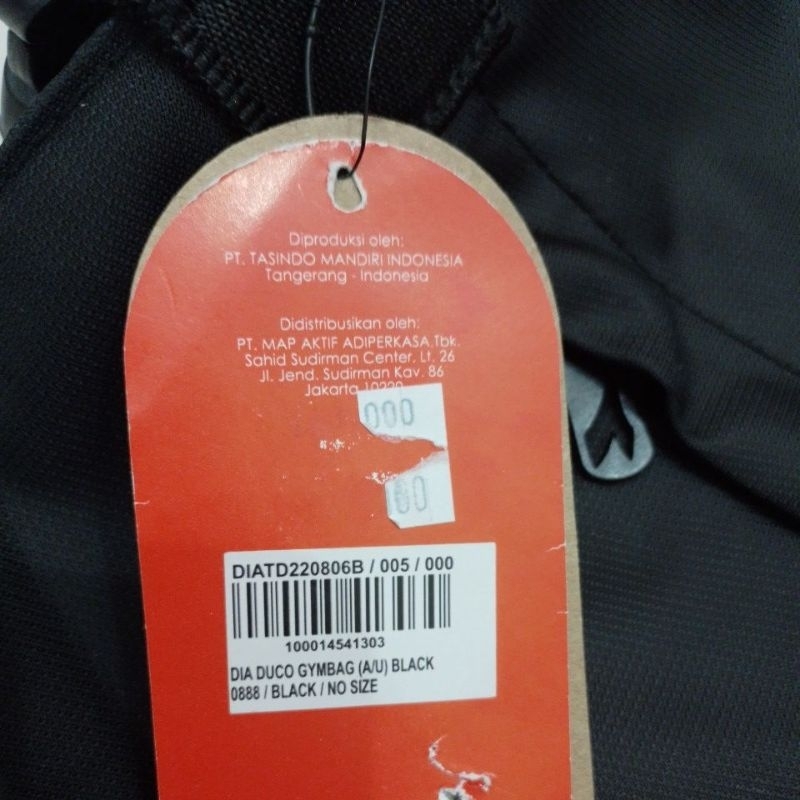 Diproduksi oleh:
PT. TASINDO MANDIRI INDONESIA
Tangerang - Indonesia
Didistribusikan oleh:
PT. MAP AKTIF ADIPERKASA Tbk.
Sahid Sudirman Center, Lt. 26
Jl. Jend. Sudirman Kav. 86
Jakarta 10220
000
00
DIATD220806B / 005 / 000
100014541303
DIA DUCO GYMBAG (A/U) BLACK
0888 / BLACK / NO SIZE